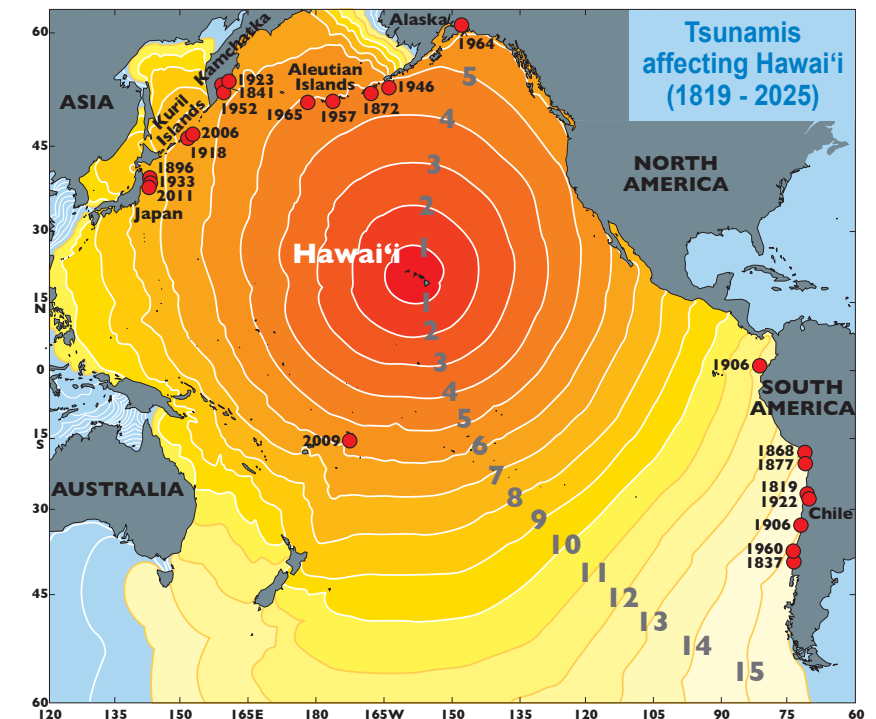 Tsunamis
affecting Hawai‘i
(1819 - 2025)
60
45
30
15
N
0
15
S
30
45
60
120
135
150
165E
180
165W
150
135
120
105
90
75
60
ASIA
Kamchatka
Kuril
Islands
Japan
Aleutian
Islands
Alaska
NORTH
AMERICA
SOUTH
AMERICA
Chile
AUSTRALIA
Hawai‘i
1964
1923
1841
1952
1965
1957
1872
1946
2006
1918
1896
1933
2011
2009
1906
1868
1877
1819
1922
1906
1960
1837
5
4
3
2
1
1
2
3
4
5
6
7
8
9
10
11
12
13
14
15